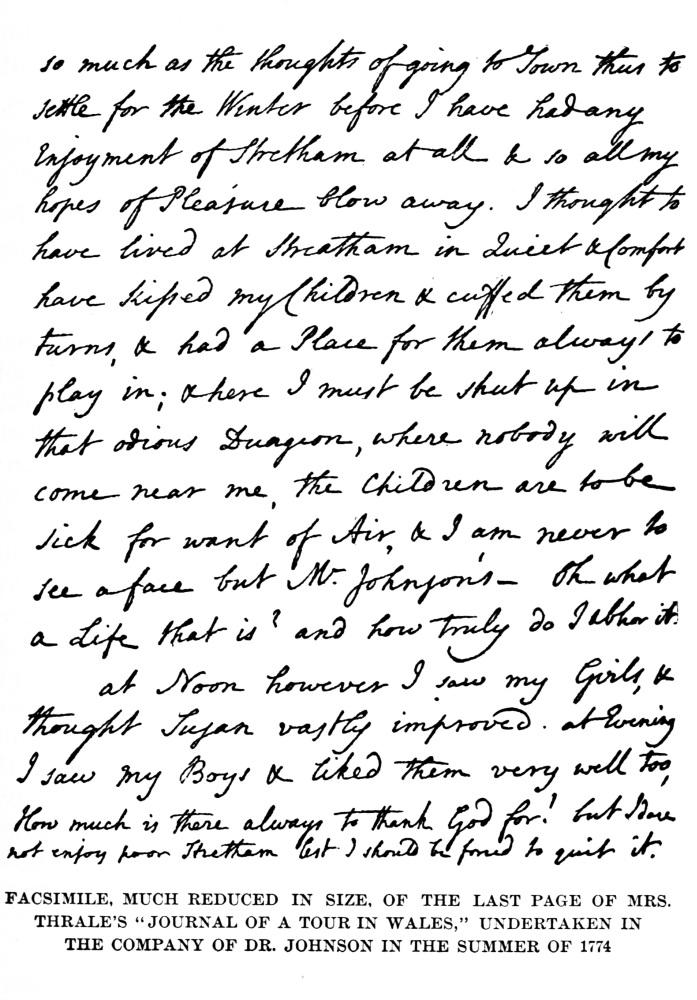 so much as the thoughts of going to Town thus to
settle for the Winter before I have had any
Enjoyment of Stretham at all & so all my
hopes of Pleasure blow away. I thought to
have lived at Streatham in Quiet & Comfort
have kissed my Children & cuffed them by
turns, & had a Place for them always to
play in; & here I must be shut up in
that odious Dungeon, where nobody will
come near me, the Children are to be
sick for want of Air, & I am never to
see a face but Mr. Johnson's — Oh what
a Life that is! and how truly do I abhor it.
at Noon however I saw my Girls, &
thought Susan vastly improved. at Evening
I saw my Boys & liked them very well too,
How much is there always to thank God for! but I dare
not enjoy poor Stretham lest I should be forced to quit it.
FACSIMILE, MUCH REDUCED IN SIZE, OF THE LAST PAGE OF MRS.
THRALE'S "JOURNAL OF A TOUR IN WALES," UNDERTAKEN IN
THE COMPANY OF DR. JOHNSON IN THE SUMMER OF 1774